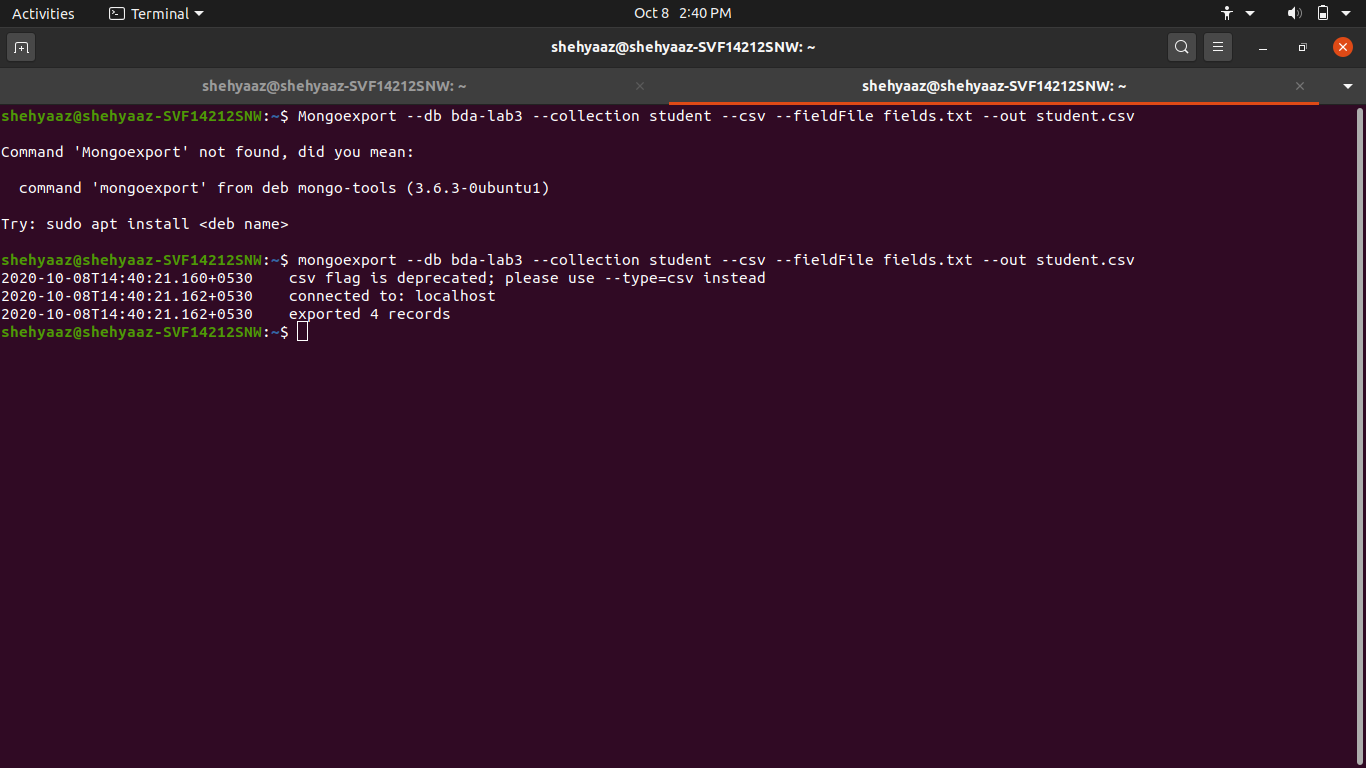 Activities Terminal Oct 8 2:40 PM
shehyaaz@shehyaaz-SVF14212SNW: ~
shehyaaz@shehyaaz-SVF14212SNW: ~ shehyaaz@shehyaaz-SVF14212SNW: ~
shehyaaz@shehyaaz-SVF14212SNW:~$ Mongoexport --db bda-lab3 --collection student --csv --fieldFile fields.txt --out student.csv
Command 'Mongoexport' not found, did you mean:
command 'mongoexport' from deb mongo-tools (3.6.3-0ubuntu1)
Try: sudo apt install <deb name>
shehyaaz@shehyaaz-SVF14212SNW:~$ mongoexport --db bda-lab3 --collection student --csv --fieldFile fields.txt --out student.csv
2020-10-08T14:40:21.160+0530 csv flag is deprecated; please use --type=csv instead
2020-10-08T14:40:21.162+0530 connected to: localhost
2020-10-08T14:40:21.162+0530 exported 4 records
shehyaaz@shehyaaz-SVF14212SNW:~$